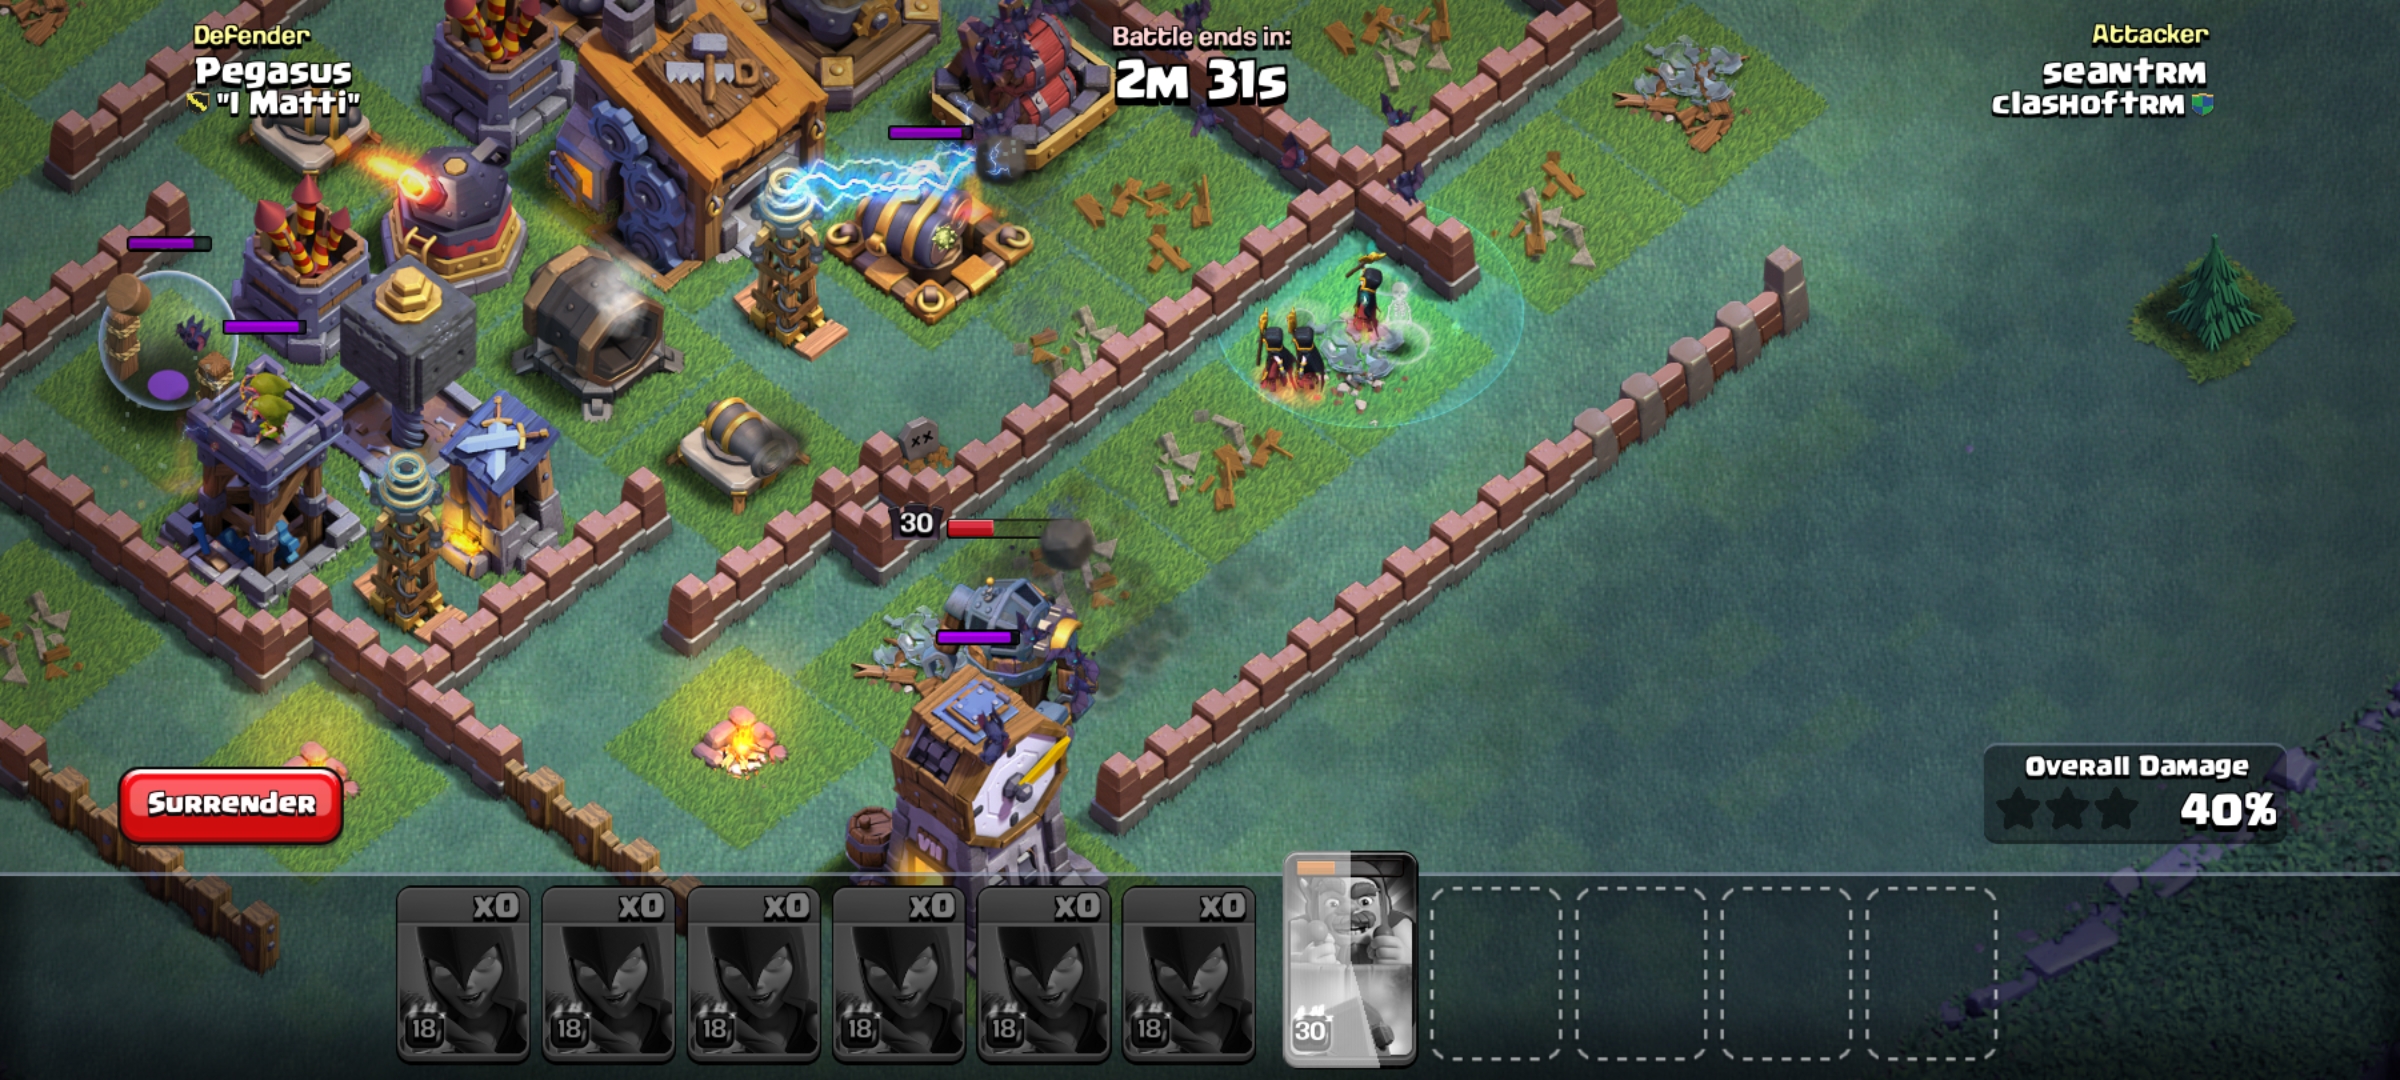 Defender
Pegasus
"I Matti"
Battle ends in:
2M 31s
Attacker
seantRM
clashoftRM
30
VII
Surrender
Overall Damage
40%
x0 x0 x0 x0 x0 x0
18 18 18 18 18 18 30